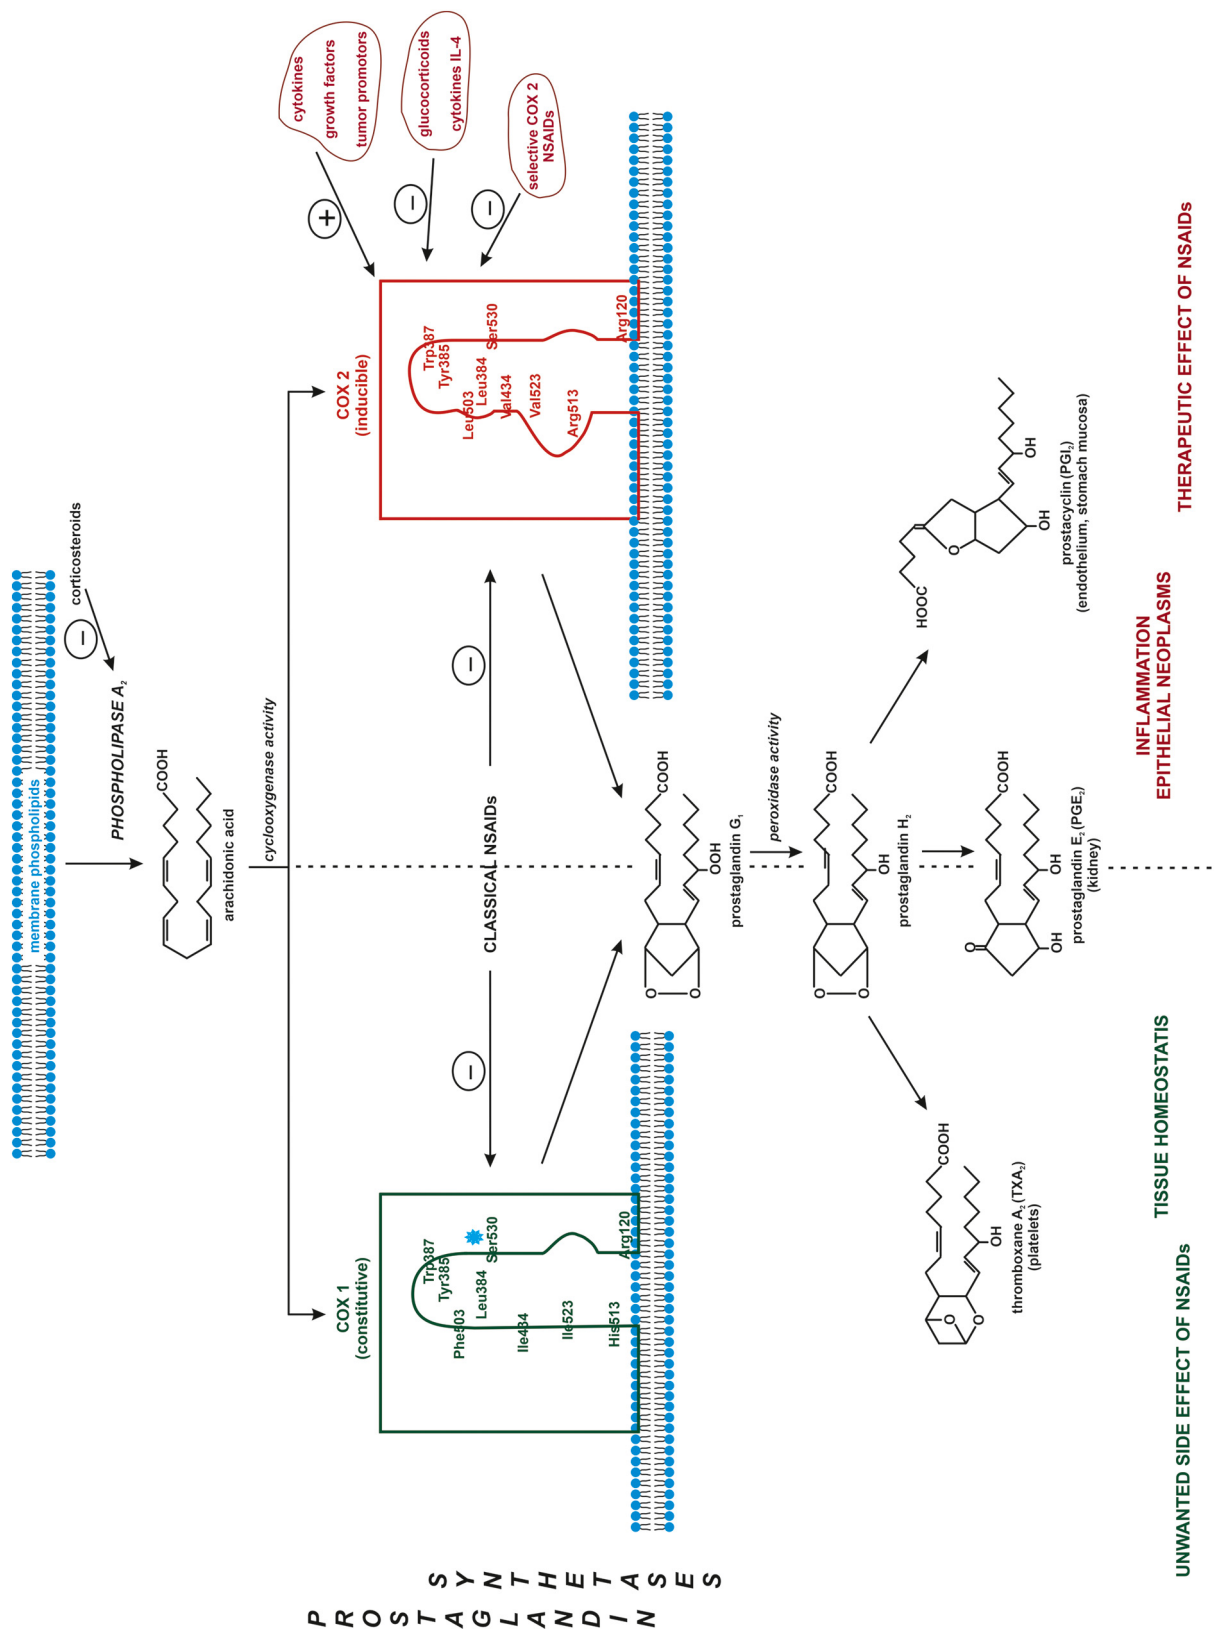 membrane phospholipids
corticosteroids
−
PHOSPHOLIPASE A₂
COOH
arachidonic acid
cyclooxygenase activity
PROSTAGLANDIN
SYNTHETASES
COX 1
(constitutive)
Trp387
Tyr385
Ser530
Leu384
Phe503
Ile434
Ile523
His513
Arg120
−
CLASSICAL NSAIDs
−
COX 2
(inducible)
Trp387
Tyr385
Ser530
Leu384
Leu503
Val434
Val523
Arg513
Arg120
+
cytokines
growth factors
tumor promotors
−
glucocorticoids
cytokines IL-4
−
selective COX 2
NSAIDs
COOH
OOH
O
O
prostaglandin G₁
peroxidase activity
COOH
OH
O
O
prostaglandin H₂
COOH
OH
O
O
thromboxane A₂(TXA₂)
(platelets)
COOH
O
OH
OH
prostaglandin E₂(PGE₂)
(kidney)
HOOC
O
OH
OH
prostacyclin(PGI₂)
(endothelium, stomach mucosa)
TISSUE HOMEOSTATIS
UNWANTED SIDE EFFECT OF NSAIDs
INFLAMMATION
EPITHELIAL NEOPLASMS
THERAPEUTIC EFFECT OF NSAIDs